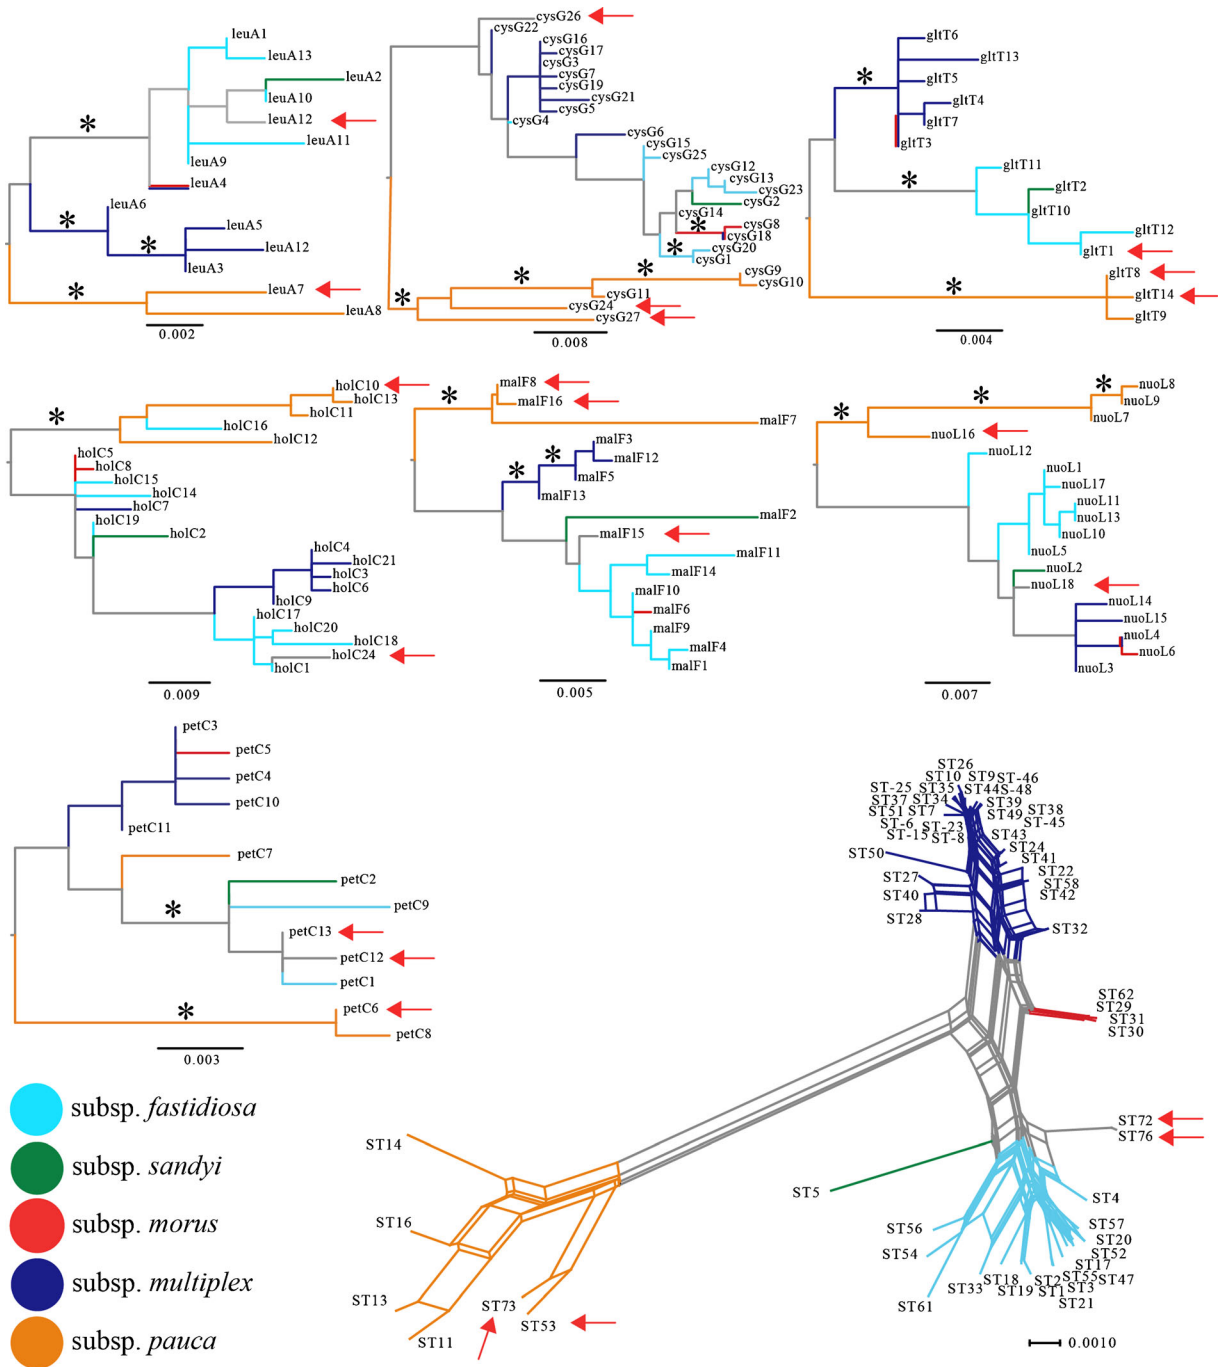 leuA1
leuA13
leuA2
leuA10
leuA12
leuA11
leuA9
leuA4
leuA6
leuA5
leuA12
leuA3
leuA7
leuA8
*
*
*
*
0.002
cysG26
cysG22
cysG16
cysG17
cysG3
cysG7
cysG19
cysG21
cysG5
cysG4
cysG6
cysG15
cysG25
cysG12
cysG13
cysG23
cysG2
cysG14
cysG8
cysG18
cysG20
cysG1
cysG9
cysG10
cysG11
cysG24
cysG27
*
*
*
*
*
0.008
gltT6
gltT13
gltT5
gltT4
gltT7
gltT3
gltT11
gltT2
gltT10
gltT12
gltT1
gltT8
gltT14
gltT9
*
*
*
0.004
holC10
holC13
holC11
holC16
holC12
holC5
holC8
holC15
holC14
holC7
holC19
holC2
holC4
holC21
holC3
holC6
holC9
holC17
holC20
holC18
holC24
holC1
*
0.009
malF8
malF16
malF7
malF3
malF12
malF5
malF13
malF2
malF15
malF11
malF14
malF10
malF6
malF9
malF4
malF1
*
*
*
0.005
nuoL8
nuoL9
nuoL7
nuoL16
nuoL12
nuoL1
nuoL17
nuoL11
nuoL13
nuoL10
nuoL5
nuoL2
nuoL18
nuoL14
nuoL15
nuoL4
nuoL6
nuoL3
*
*
*
0.007
petC3
petC5
petC4
petC10
petC11
petC7
petC2
petC9
petC13
petC12
petC1
petC6
petC8
*
*
0.003
ST26
ST10 ST9 ST-46
ST-25 ST35 ST44 S-48
ST37 ST34 ST39 ST38
ST51 ST7 ST49 ST-45
ST-6 ST-23
ST-15 ST-8 ST43
ST50
ST24
ST41
ST27
ST22
ST58
ST40
ST42
ST28
ST32
ST62
ST29
ST31
ST30
ST72
ST76
ST14
ST5
ST4
ST16
ST56
ST57
ST20
ST54
ST52
ST17
ST33 ST18 ST2 ST55 ST47
ST19 ST1 ST3
ST21
ST61
ST13
ST73
ST53
ST11
0.0010
subsp. fastidiosa
subsp. sandyi
subsp. morus
subsp. multiplex
subsp. pauca